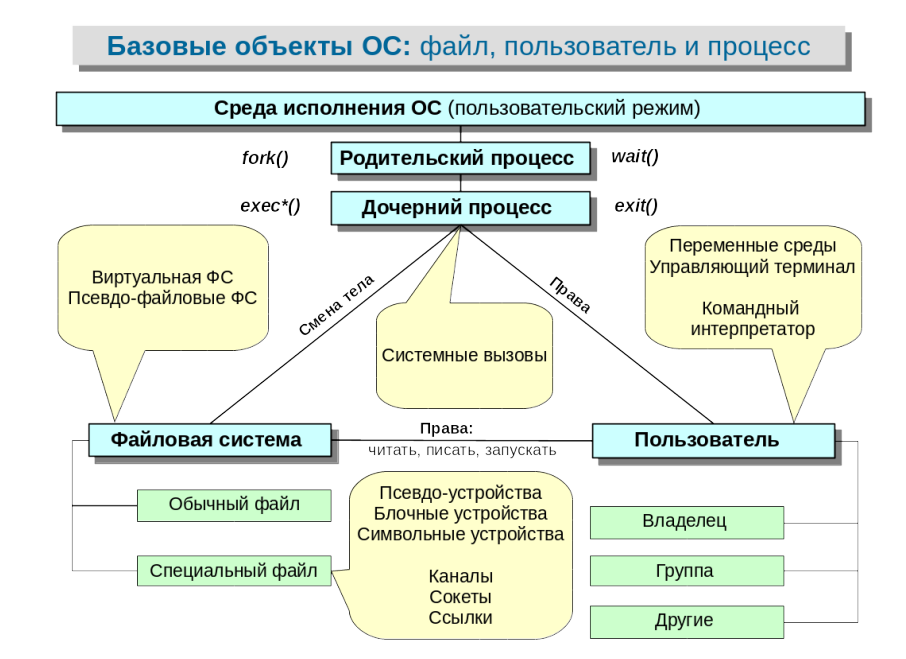 Базовые объекты ОС: файл, пользователь и процесс
Среда исполнения ОС (пользовательский режим)
fork()
Родительский процесс
wait()
exec*()
Дочерний процесс
exit()
Виртуальная ФС
Псевдо-файловые ФС
Переменные среды
Управляющий терминал
Командный
интерпретатор
Смена тела
Права
Системные вызовы
Файловая система
Права:
читать, писать, запускать
Пользователь
Обычный файл
Специальный файл
Псевдо-устройства
Блочные устройства
Символьные устройства
Каналы
Сокеты
Ссылки
Владелец
Группа
Другие